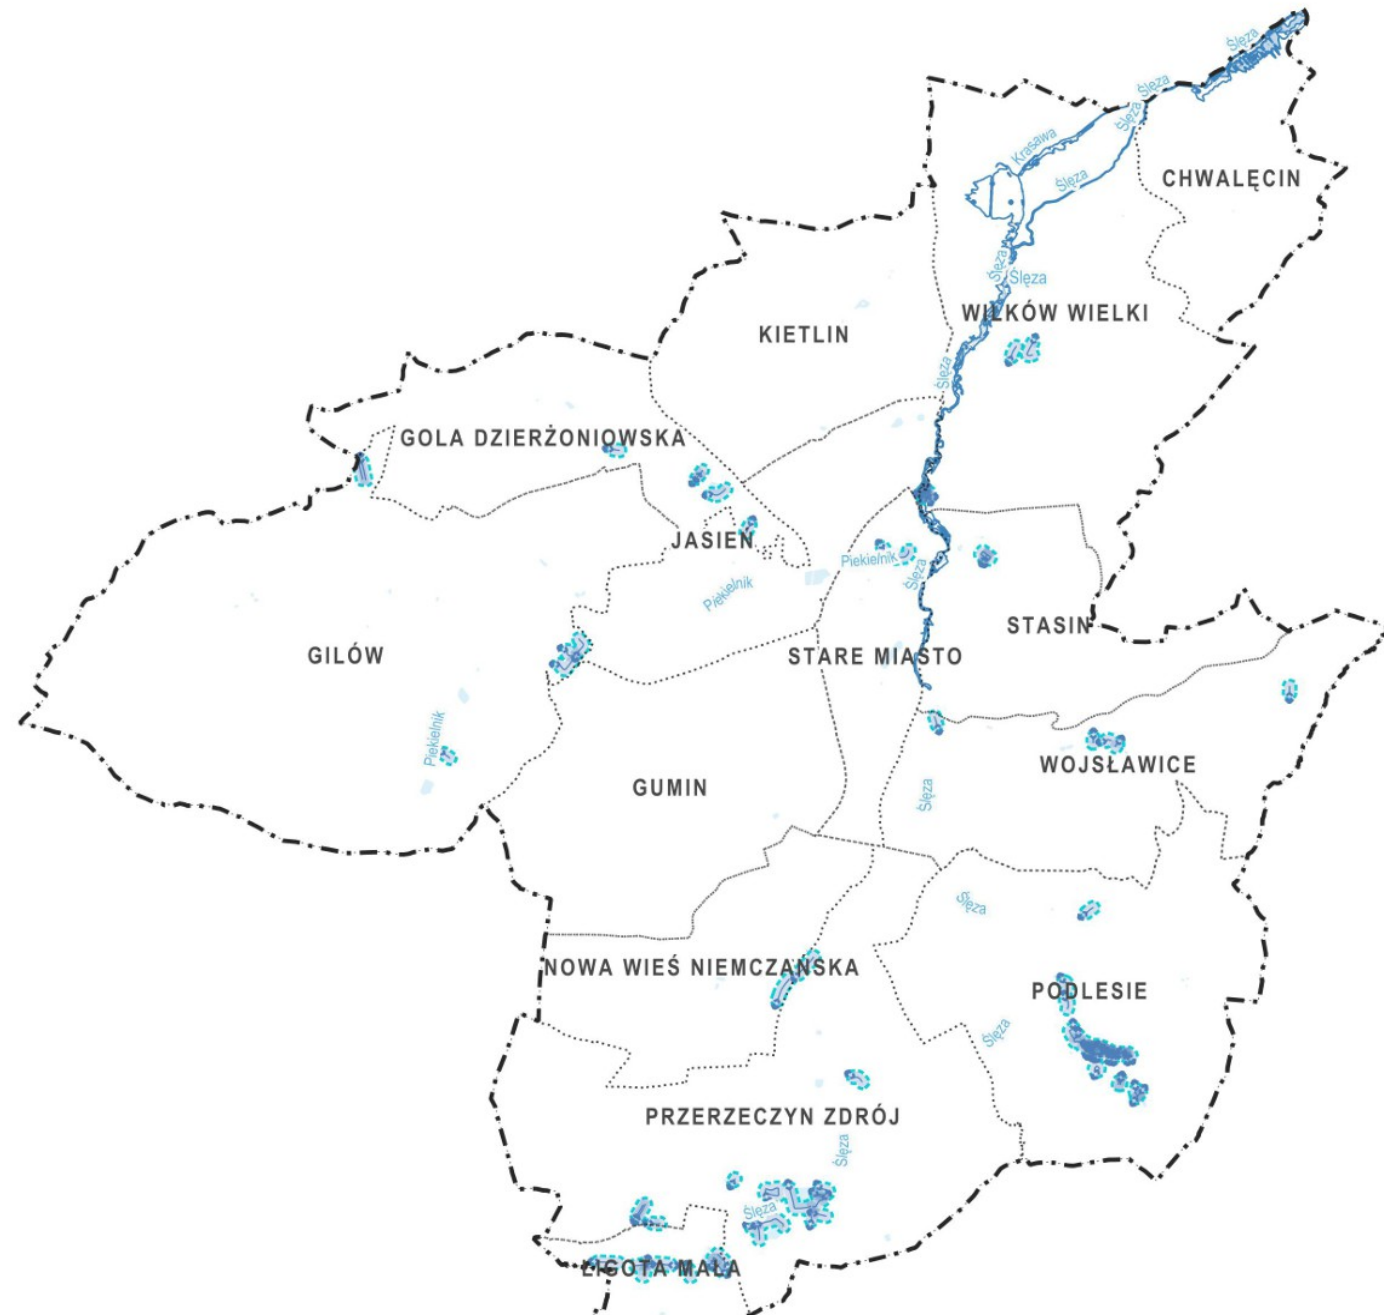 Ślęza
Ślęza
Ślęza
Krasawa
Ślęza
CHWALĘCIN
Ślęza
Ślęza
WILKÓW WIELKI
KIETLIN
Ślęza
GOLA DZIERŻONIOWSKA
JASIEŃ
Piekielnik
Ślęza
Piekielnik
STASIN
GILÓW
STARE MIASTO
Piekielnik
WOJSŁAWICE
GUMIN
Ślęza
Ślęza
NOWA WIEŚ NIEMCZAŃSKA
PODLESIE
Ślęza
PRZERZECZYN ZDRÓJ
Ślęza
Ślęza
LIGOTA MAŁA